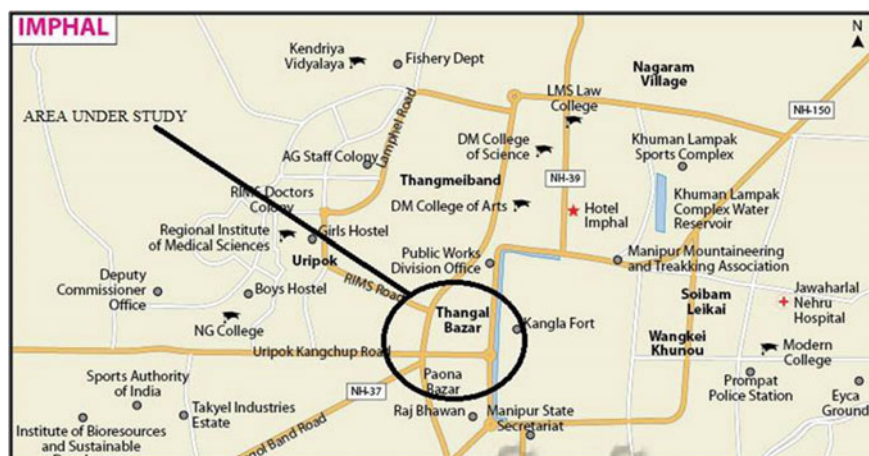 IMPHAL
N
Kendriya
Vidyalaya
Fishery Dept
Nagaram
Village
LMS Law
College
NH-150
AREA UNDER STUDY
Lamphel Road
AG Staff Colony
DM College
of Science
Khuman Lampak
Sports Complex
Thangmeiband
NH-39
RIMS Doctors
Colony
DM College of Arts
Hotel
Imphal
Khuman Lampak
Complex Water
Reservoir
Regional Institute
of Medical Sciences
Girls Hostel
Uripok
Public Works
Division Office
Manipur Mountaineering
and Treakking Association
Deputy
Commissioner
Office
Boys Hostel
RIMS Road
Soibam
Leikai
Jawaharlal
Nehru
Hospital
Thangal
Bazar
Kangla Fort
NG College
Wangkei
Khunou
Modern
College
Uripok Kangchup Road
Paona
Bazar
Prompat
Police Station
Sports Authority
of India
NH-37
Eyca
Ground
Takyel Industries
Estate
Raj Bhawan
Manipur State
Secretariat
Institute of Bioresources
and Sustainable
Band Road